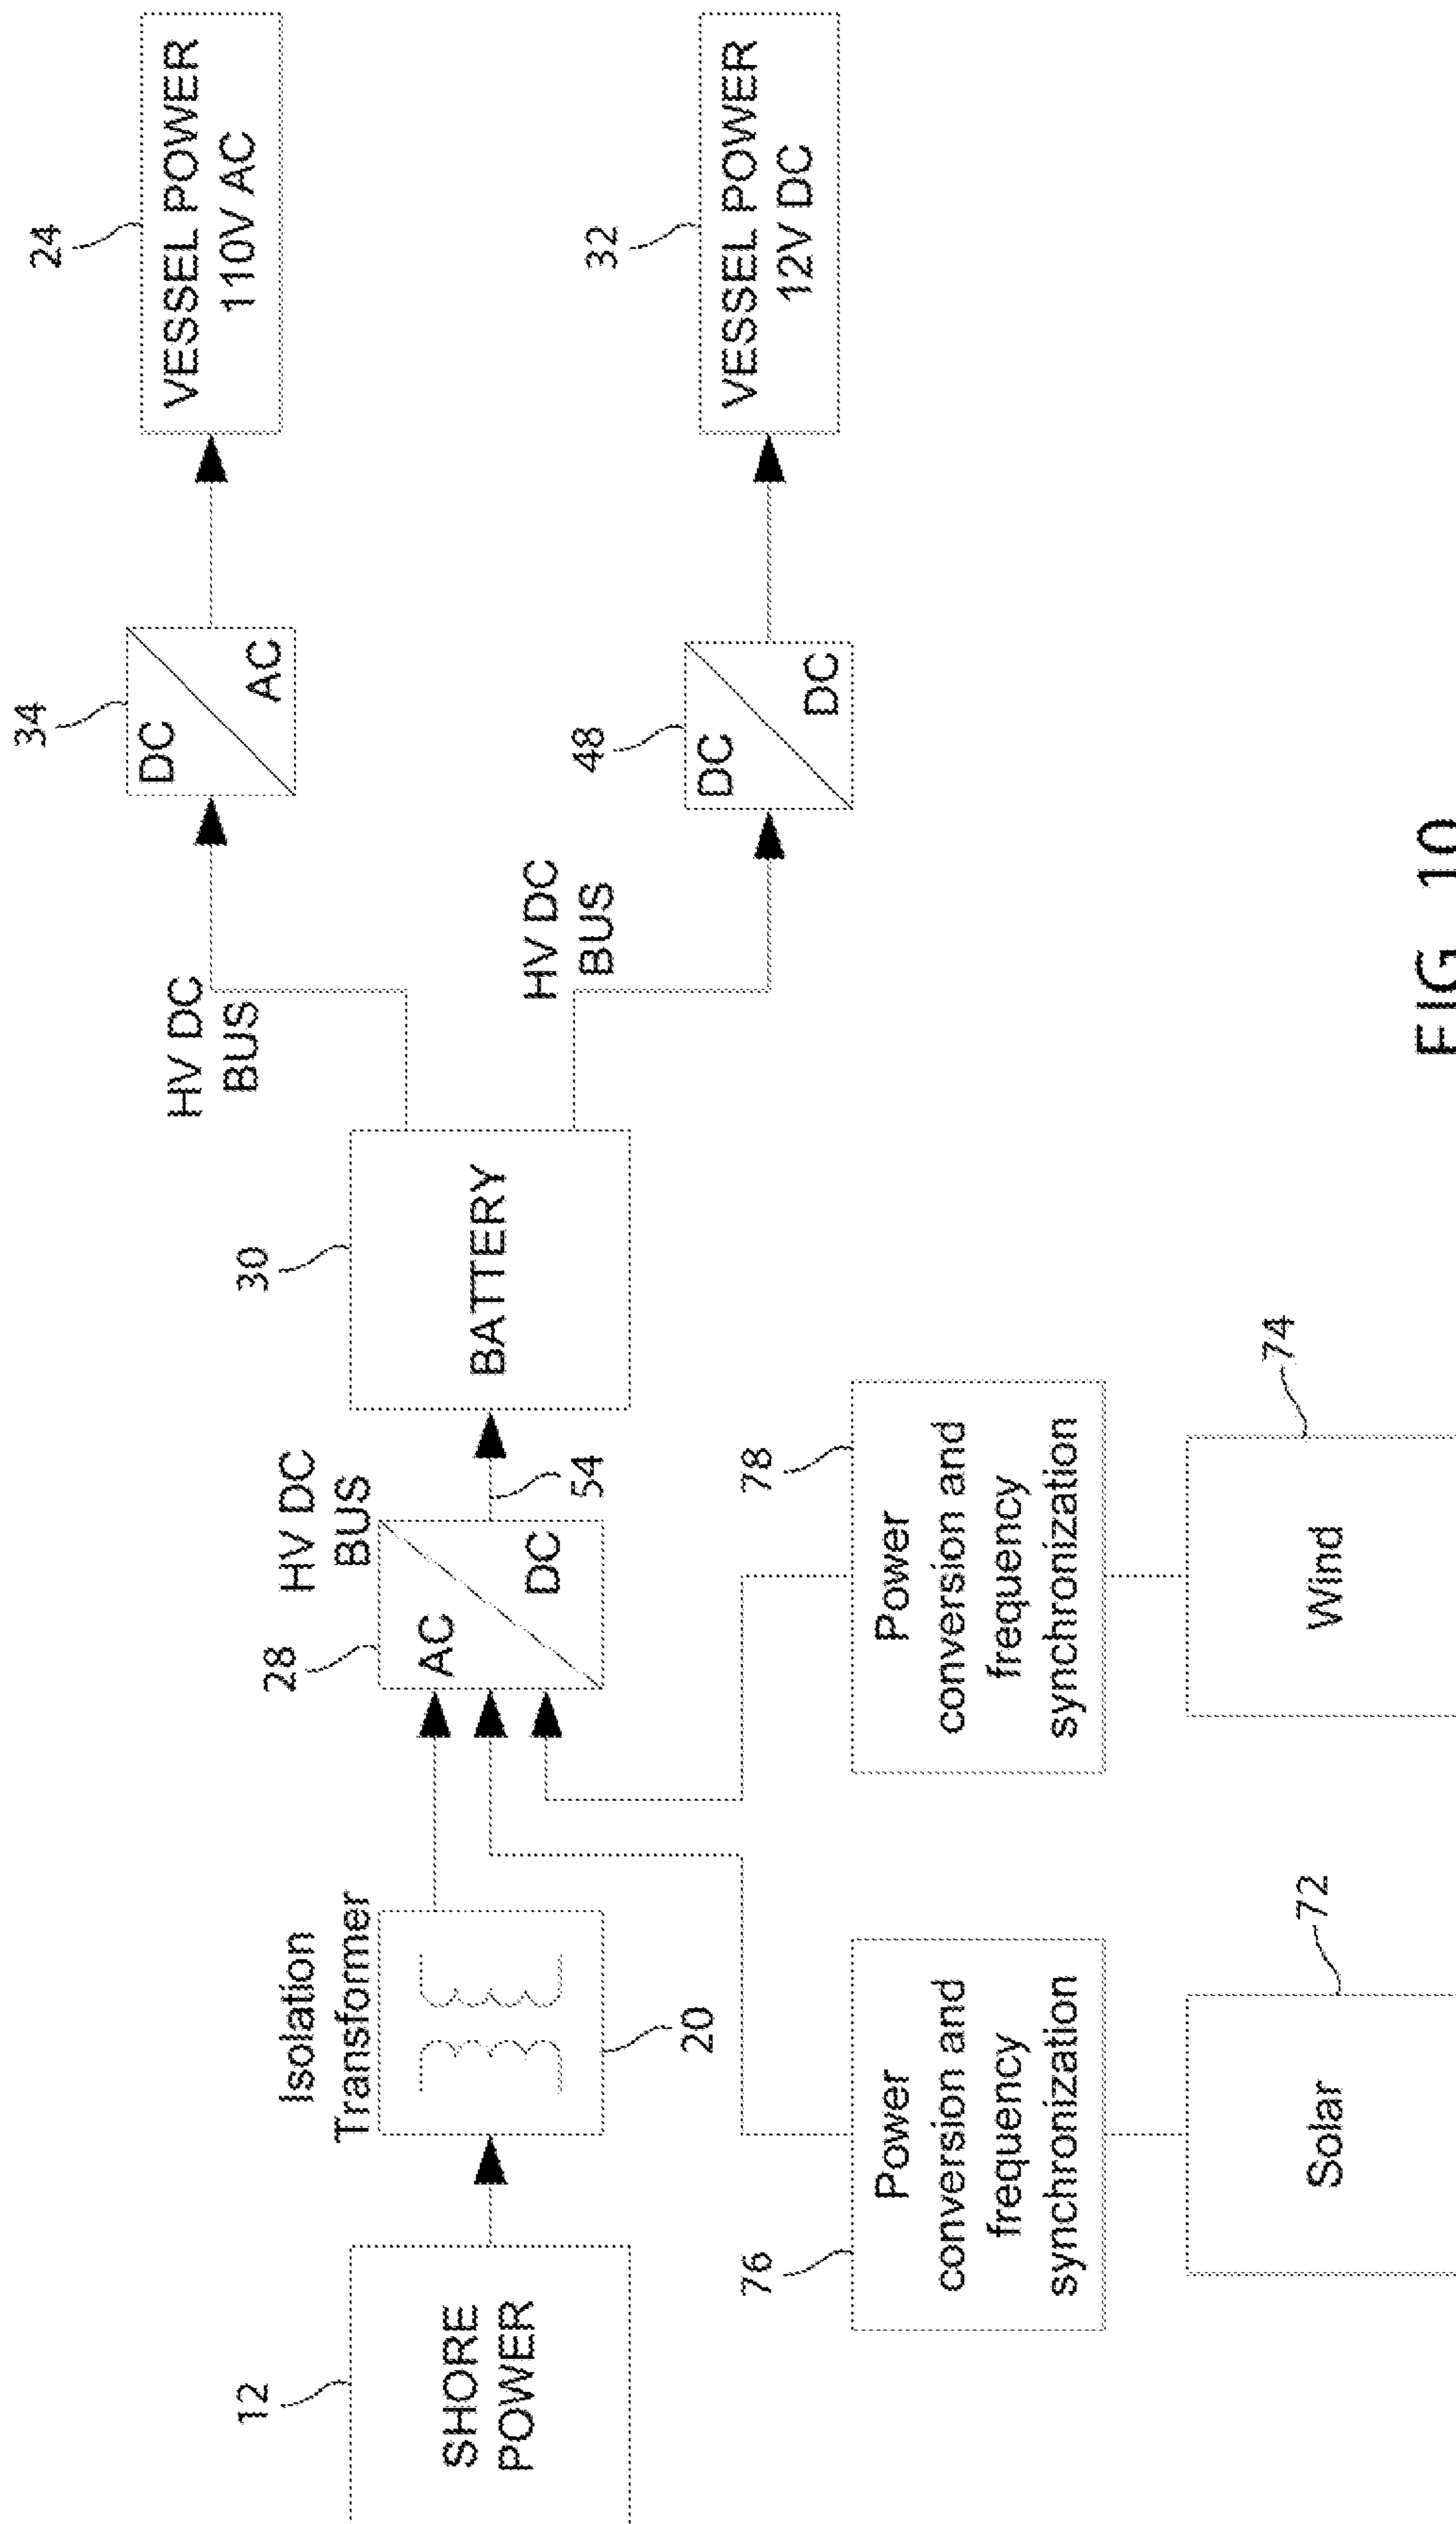 24
VESSEL POWER
110V AC
34
DC
AC
HV DC
BUS
32
VESSEL POWER
12V DC
48
DC
DC
HV DC
BUS
30
BATTERY
HV DC
BUS
54
28
AC
DC
Isolation
Transformer
20
12
SHORE
POWER
78
Power
conversion and
frequency
synchronization
74
Wind
76
Power
conversion and
frequency
synchronization
72
Solar
FIG 10